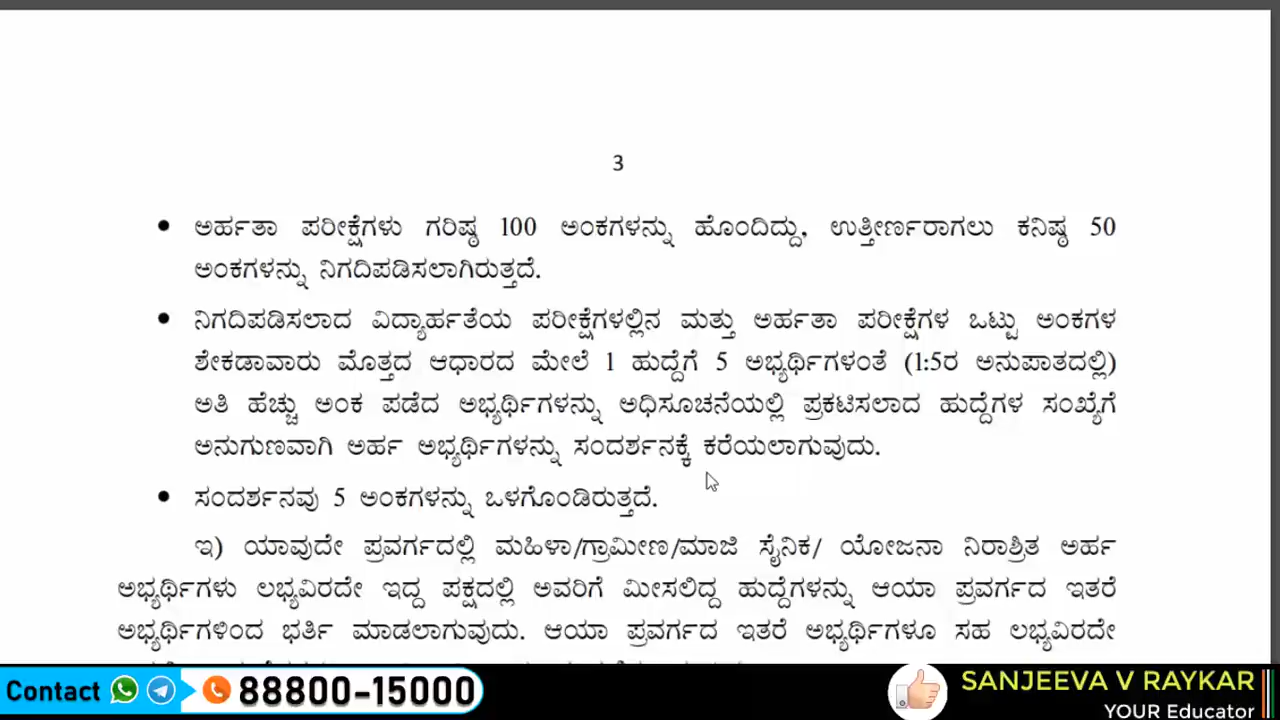 3
• ಅರ್ಹತಾ ಪರೀಕ್ಷೆಗಳು ಗರಿಷ್ಠ 100 ಅಂಕಗಳನ್ನು ಹೊಂದಿದ್ದು, ಉತ್ತೀರ್ಣರಾಗಲು ಕನಿಷ್ಠ 50
ಅಂಕಗಳನ್ನು ನಿಗದಿಪಡಿಸಲಾಗಿರುತ್ತದೆ.
• ನಿಗದಿಪಡಿಸಲಾದ ವಿದ್ಯಾರ್ಹತೆಯ ಪರೀಕ್ಷೆಗಳಲ್ಲಿನ ಮತ್ತು ಅರ್ಹತಾ ಪರೀಕ್ಷೆಗಳ ಒಟ್ಟು ಅಂಕಗಳ
ಶೇಕಡಾವಾರು ಮೊತ್ತದ ಆಧಾರದ ಮೇಲೆ 1 ಹುದ್ದೆಗೆ 5 ಅಭ್ಯರ್ಥಿಗಳಂತೆ (1:5ರ ಅನುಪಾತದಲ್ಲಿ)
ಅತಿ ಹೆಚ್ಚು ಅಂಕ ಪಡೆದ ಅಭ್ಯರ್ಥಿಗಳನ್ನು ಅಧಿಸೂಚನೆಯಲ್ಲಿ ಪ್ರಕಟಿಸಲಾದ ಹುದ್ದೆಗಳ ಸಂಖ್ಯೆಗೆ
ಅನುಗುಣವಾಗಿ ಅರ್ಹ ಅಭ್ಯರ್ಥಿಗಳನ್ನು ಸಂದರ್ಶನಕ್ಕೆ ಕರೆಯಲಾಗುವುದು.
• ಸಂದರ್ಶನವು 5 ಅಂಕಗಳನ್ನು ಒಳಗೊಂಡಿರುತ್ತದೆ.
ಇ) ಯಾವುದೇ ಪ್ರವರ್ಗದಲ್ಲಿ ಮಹಿಳಾ/ಗ್ರಾಮೀಣ/ಮಾಜಿ ಸೈನಿಕ/ ಯೋಜನಾ ನಿರಾಶ್ರಿತ ಅರ್ಹ
ಅಭ್ಯರ್ಥಿಗಳು ಲಭ್ಯವಿರದೇ ಇದ್ದ ಪಕ್ಷದಲ್ಲಿ ಅವರಿಗೆ ಮೀಸಲಿದ್ದ ಹುದ್ದೆಗಳನ್ನು ಆಯಾ ಪ್ರವರ್ಗದ ಇತರೆ
ಅಭ್ಯರ್ಥಿಗಳಿಂದ ಭರ್ತಿ ಮಾಡಲಾಗುವುದು. ಆಯಾ ಪ್ರವರ್ಗದ ಇತರೆ ಅಭ್ಯರ್ಥಿಗಳೂ ಸಹ ಲಭ್ಯವಿರದೇ
Contact 88800-15000
SANJEEVA V RAYKAR
YOUR Educator